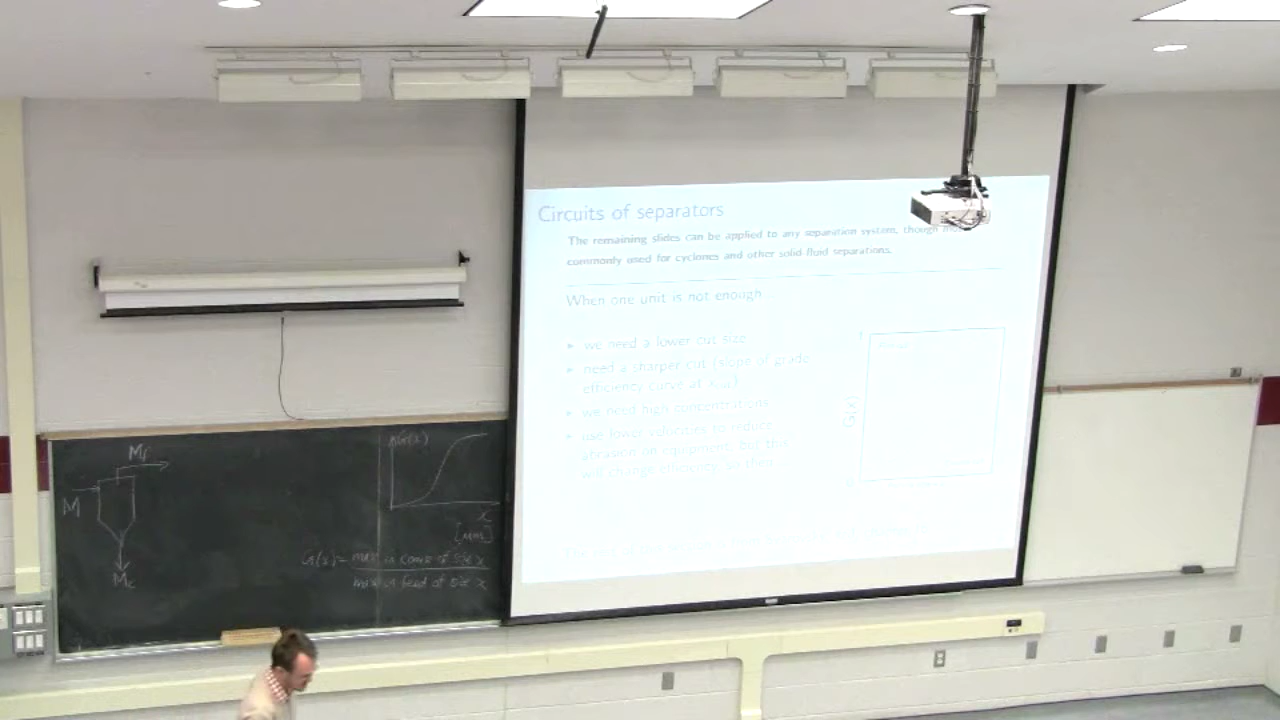 Circuits of separators
The remaining slides can be applied to any separation system, though
commonly used for cyclones and other solid fluid separations.
When one unit is not enough
we need a lower cut size
need a sharper cut (slope of grade
efficiency curve at
we need high concentrations
use lower velocities to reduce
abrasion on equipment, but this
will change efficiency, so then
G(x)
Mf
M
Mc
G(x)
x
[μm]
G(x) = mass in coarse of size x
mass in feed at size x